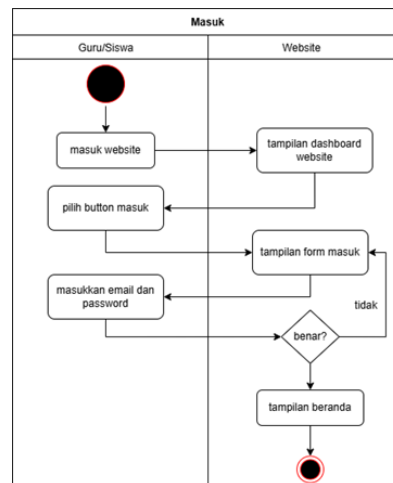 Masuk
Guru/Siswa
Website
masuk website
tampilan dashboard
website
pilih button masuk
tampilan form masuk
masukkan email dan
password
tidak
benar?
tampilan beranda